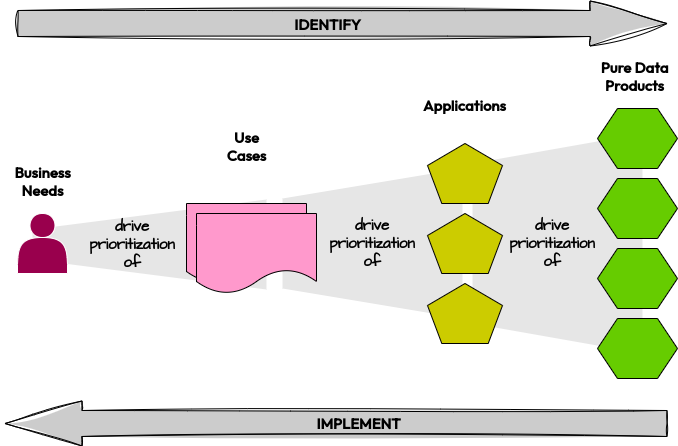 IDENTIFY
Pure Data
Products
Applications
Use
Cases
Business
Needs
drive
prioritization
of
drive
prioritization
of
drive
prioritization
of
IMPLEMENT